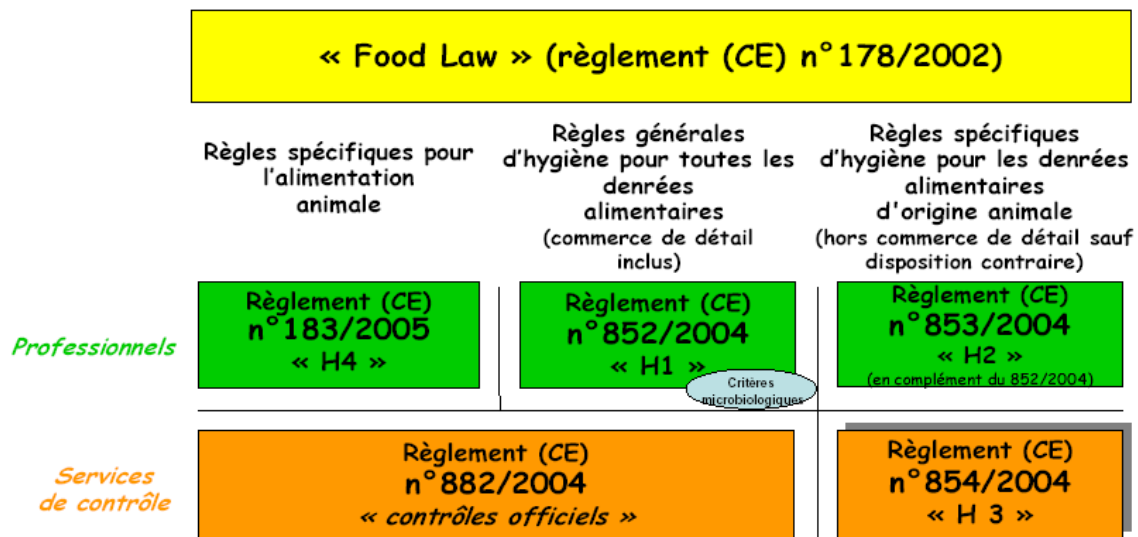 « Food Law » (règlement (CE) n°178/2002)
Règles spécifiques pour
l'alimentation
animale
Règles générales
d'hygiène pour toutes les
denrées
alimentaires
(commerce de détail
inclus)
Règles spécifiques
d'hygiène pour les denrées
alimentaires
d'origine animale
(hors commerce de détail sauf
disposition contraire)
Professionnels
Règlement (CE)
n°183/2005
« H4 »
Règlement (CE)
n°852/2004
« H1 »
Critères
microbiologiques
Règlement (CE)
n°853/2004
« H2 »
(en complément du 852/2004)
Services
de contrôle
Règlement (CE)
n°882/2004
« contrôles officiels »
Règlement (CE)
n°854/2004
« H 3 »